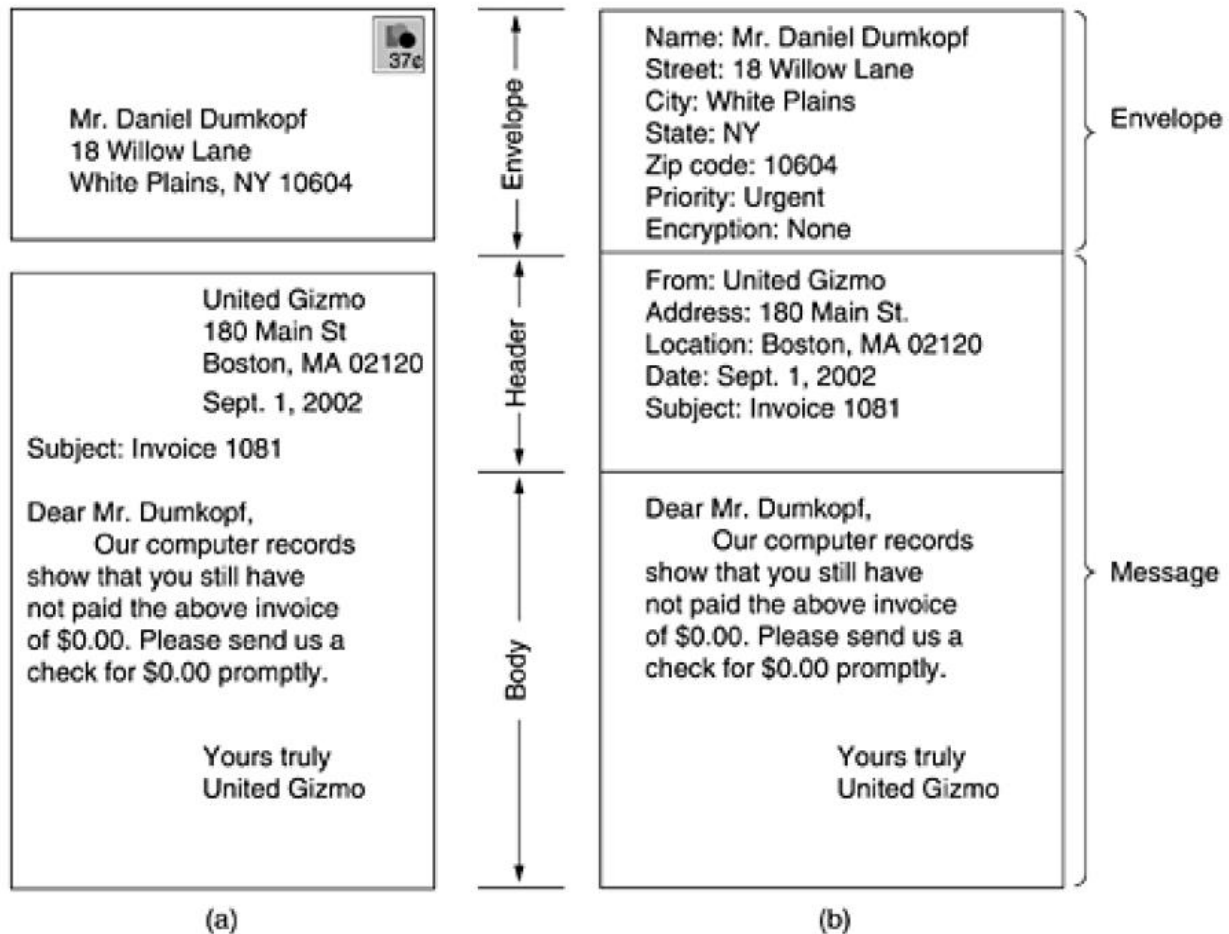 37¢
Mr. Daniel Dumkopf
18 Willow Lane
White Plains, NY 10604
United Gizmo
180 Main St
Boston, MA 02120
Sept. 1, 2002
Subject: Invoice 1081
Dear Mr. Dumkopf,
Our computer records
show that you still have
not paid the above invoice
of $0.00. Please send us a
check for $0.00 promptly.
Yours truly
United Gizmo
(a)
Envelope
Header
Body
Name: Mr. Daniel Dumkopf
Street: 18 Willow Lane
City: White Plains
State: NY
Zip code: 10604
Priority: Urgent
Encryption: None
From: United Gizmo
Address: 180 Main St.
Location: Boston, MA 02120
Date: Sept. 1, 2002
Subject: Invoice 1081
Dear Mr. Dumkopf,
Our computer records
show that you still have
not paid the above invoice
of $0.00. Please send us a
check for $0.00 promptly.
Yours truly
United Gizmo
(b)
Envelope
Message